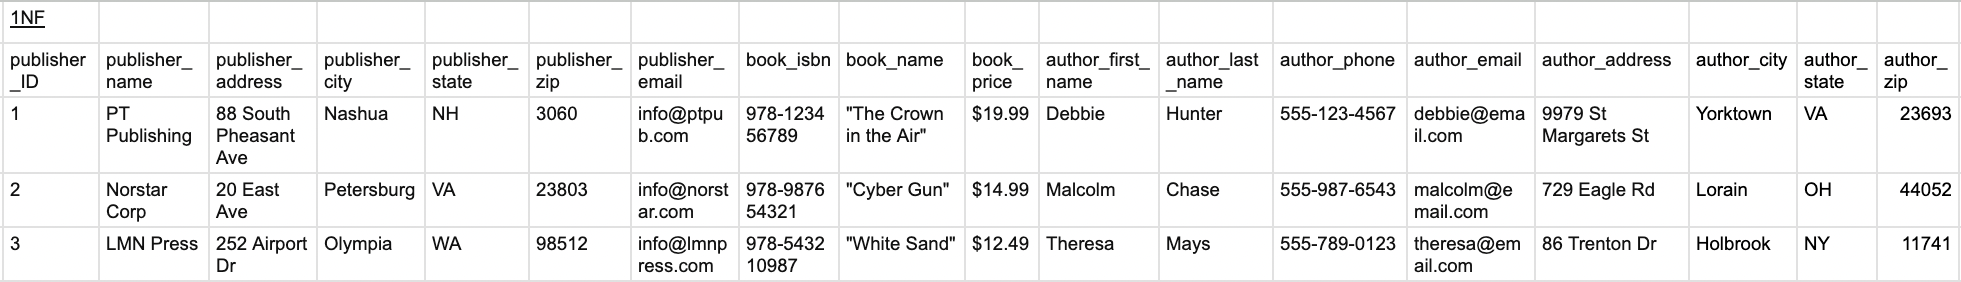 1NF
publisher_ID publisher_name publisher_address publisher_city publisher_state publisher_zip publisher_email book_isbn book_name book_price author_first_name author_last_name author_phone author_email author_address author_city author_state author_zip
1 PT Publishing 88 South Pheasant Ave Nashua NH 3060 info@ptpub.com 978-123456789 "The Crown in the Air" $19.99 Debbie Hunter 555-123-4567 debbie@email.com 9979 St Margarets St Yorktown VA 23693
2 Norstar Corp 20 East Ave Petersburg VA 23803 info@norstar.com 978-987654321 "Cyber Gun" $14.99 Malcolm Chase 555-987-6543 malcolm@email.com 729 Eagle Rd Lorain OH 44052
3 LMN Press 252 Airport Dr Olympia WA 98512 info@lmnpress.com 978-543210987 "White Sand" $12.49 Theresa Mays 555-789-0123 theresa@email.com 86 Trenton Dr Holbrook NY 11741